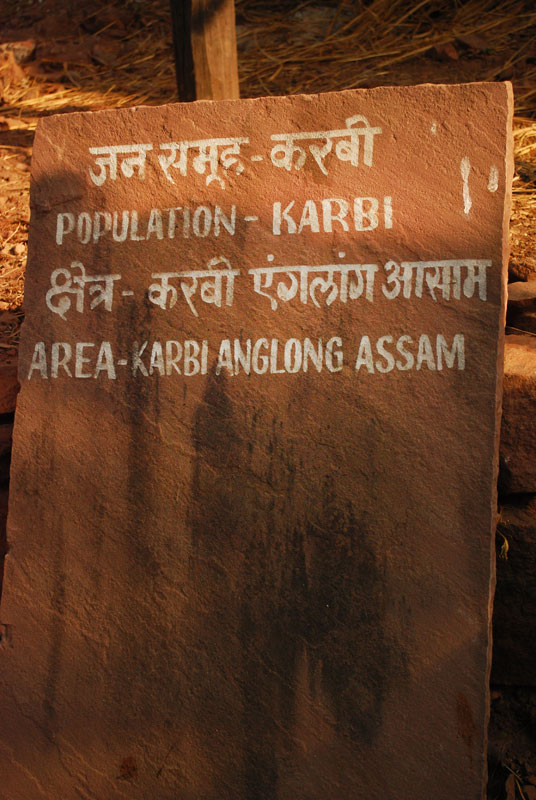 जन समूह - करबी
POPULATION - KARBI
क्षेत्र - करबी एंगलांग आसाम
AREA - KARBI ANGLONG ASSAM